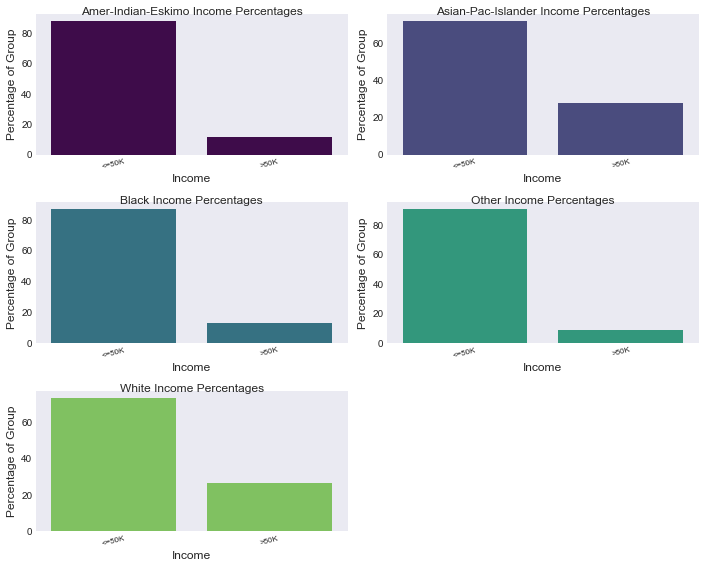 Amer-Indian-Eskimo Income Percentages
Percentage of Group
80
60
40
20
0
<=50K >50K
Income
Asian-Pac-Islander Income Percentages
Percentage of Group
60
40
20
0
<=50K >50K
Income
Black Income Percentages
Percentage of Group
80
60
40
20
0
<=50K >50K
Income
Other Income Percentages
Percentage of Group
80
60
40
20
0
<=50K >50K
Income
White Income Percentages
Percentage of Group
60
40
20
0
<=50K >50K
Income